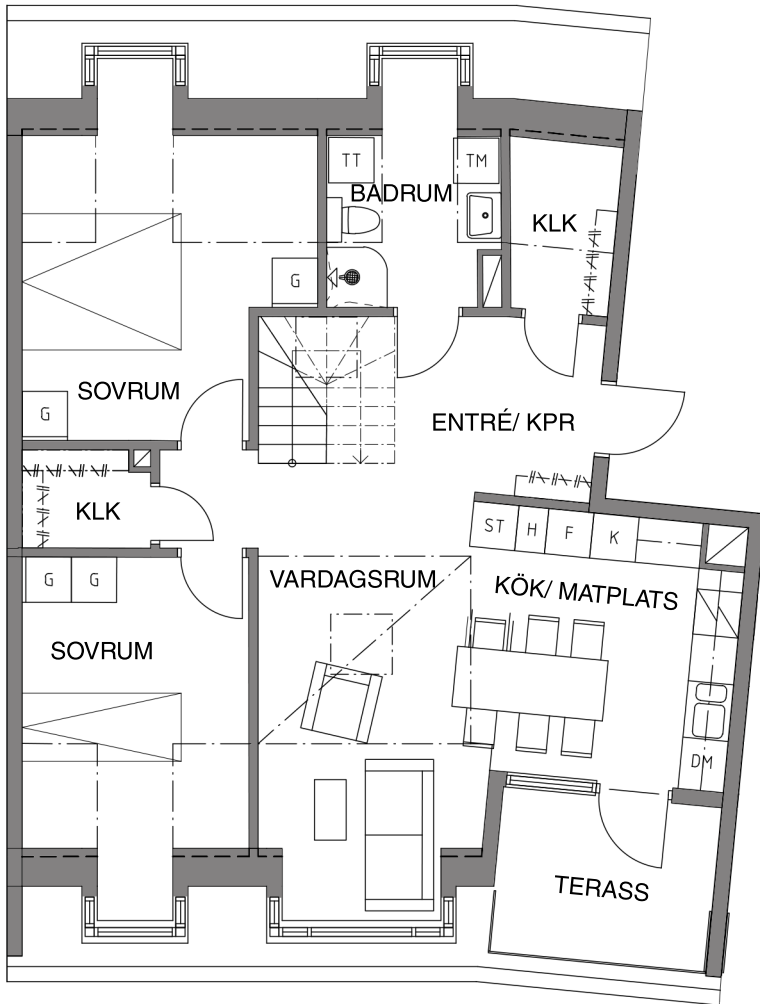 TT
TM
BADRUM
KLK
G
SOVRUM
G
ENTRÉ/ KPR
KLK
ST
H
F
K
G
G
VARDAGSRUM
KÖK/ MATPLATS
SOVRUM
DM
TERASS